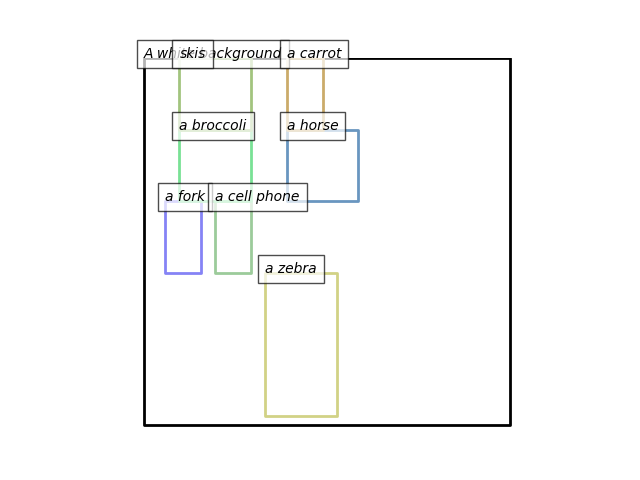 A white background
skis
a carrot
a broccoli
a horse
a fork
a cell phone
a zebra